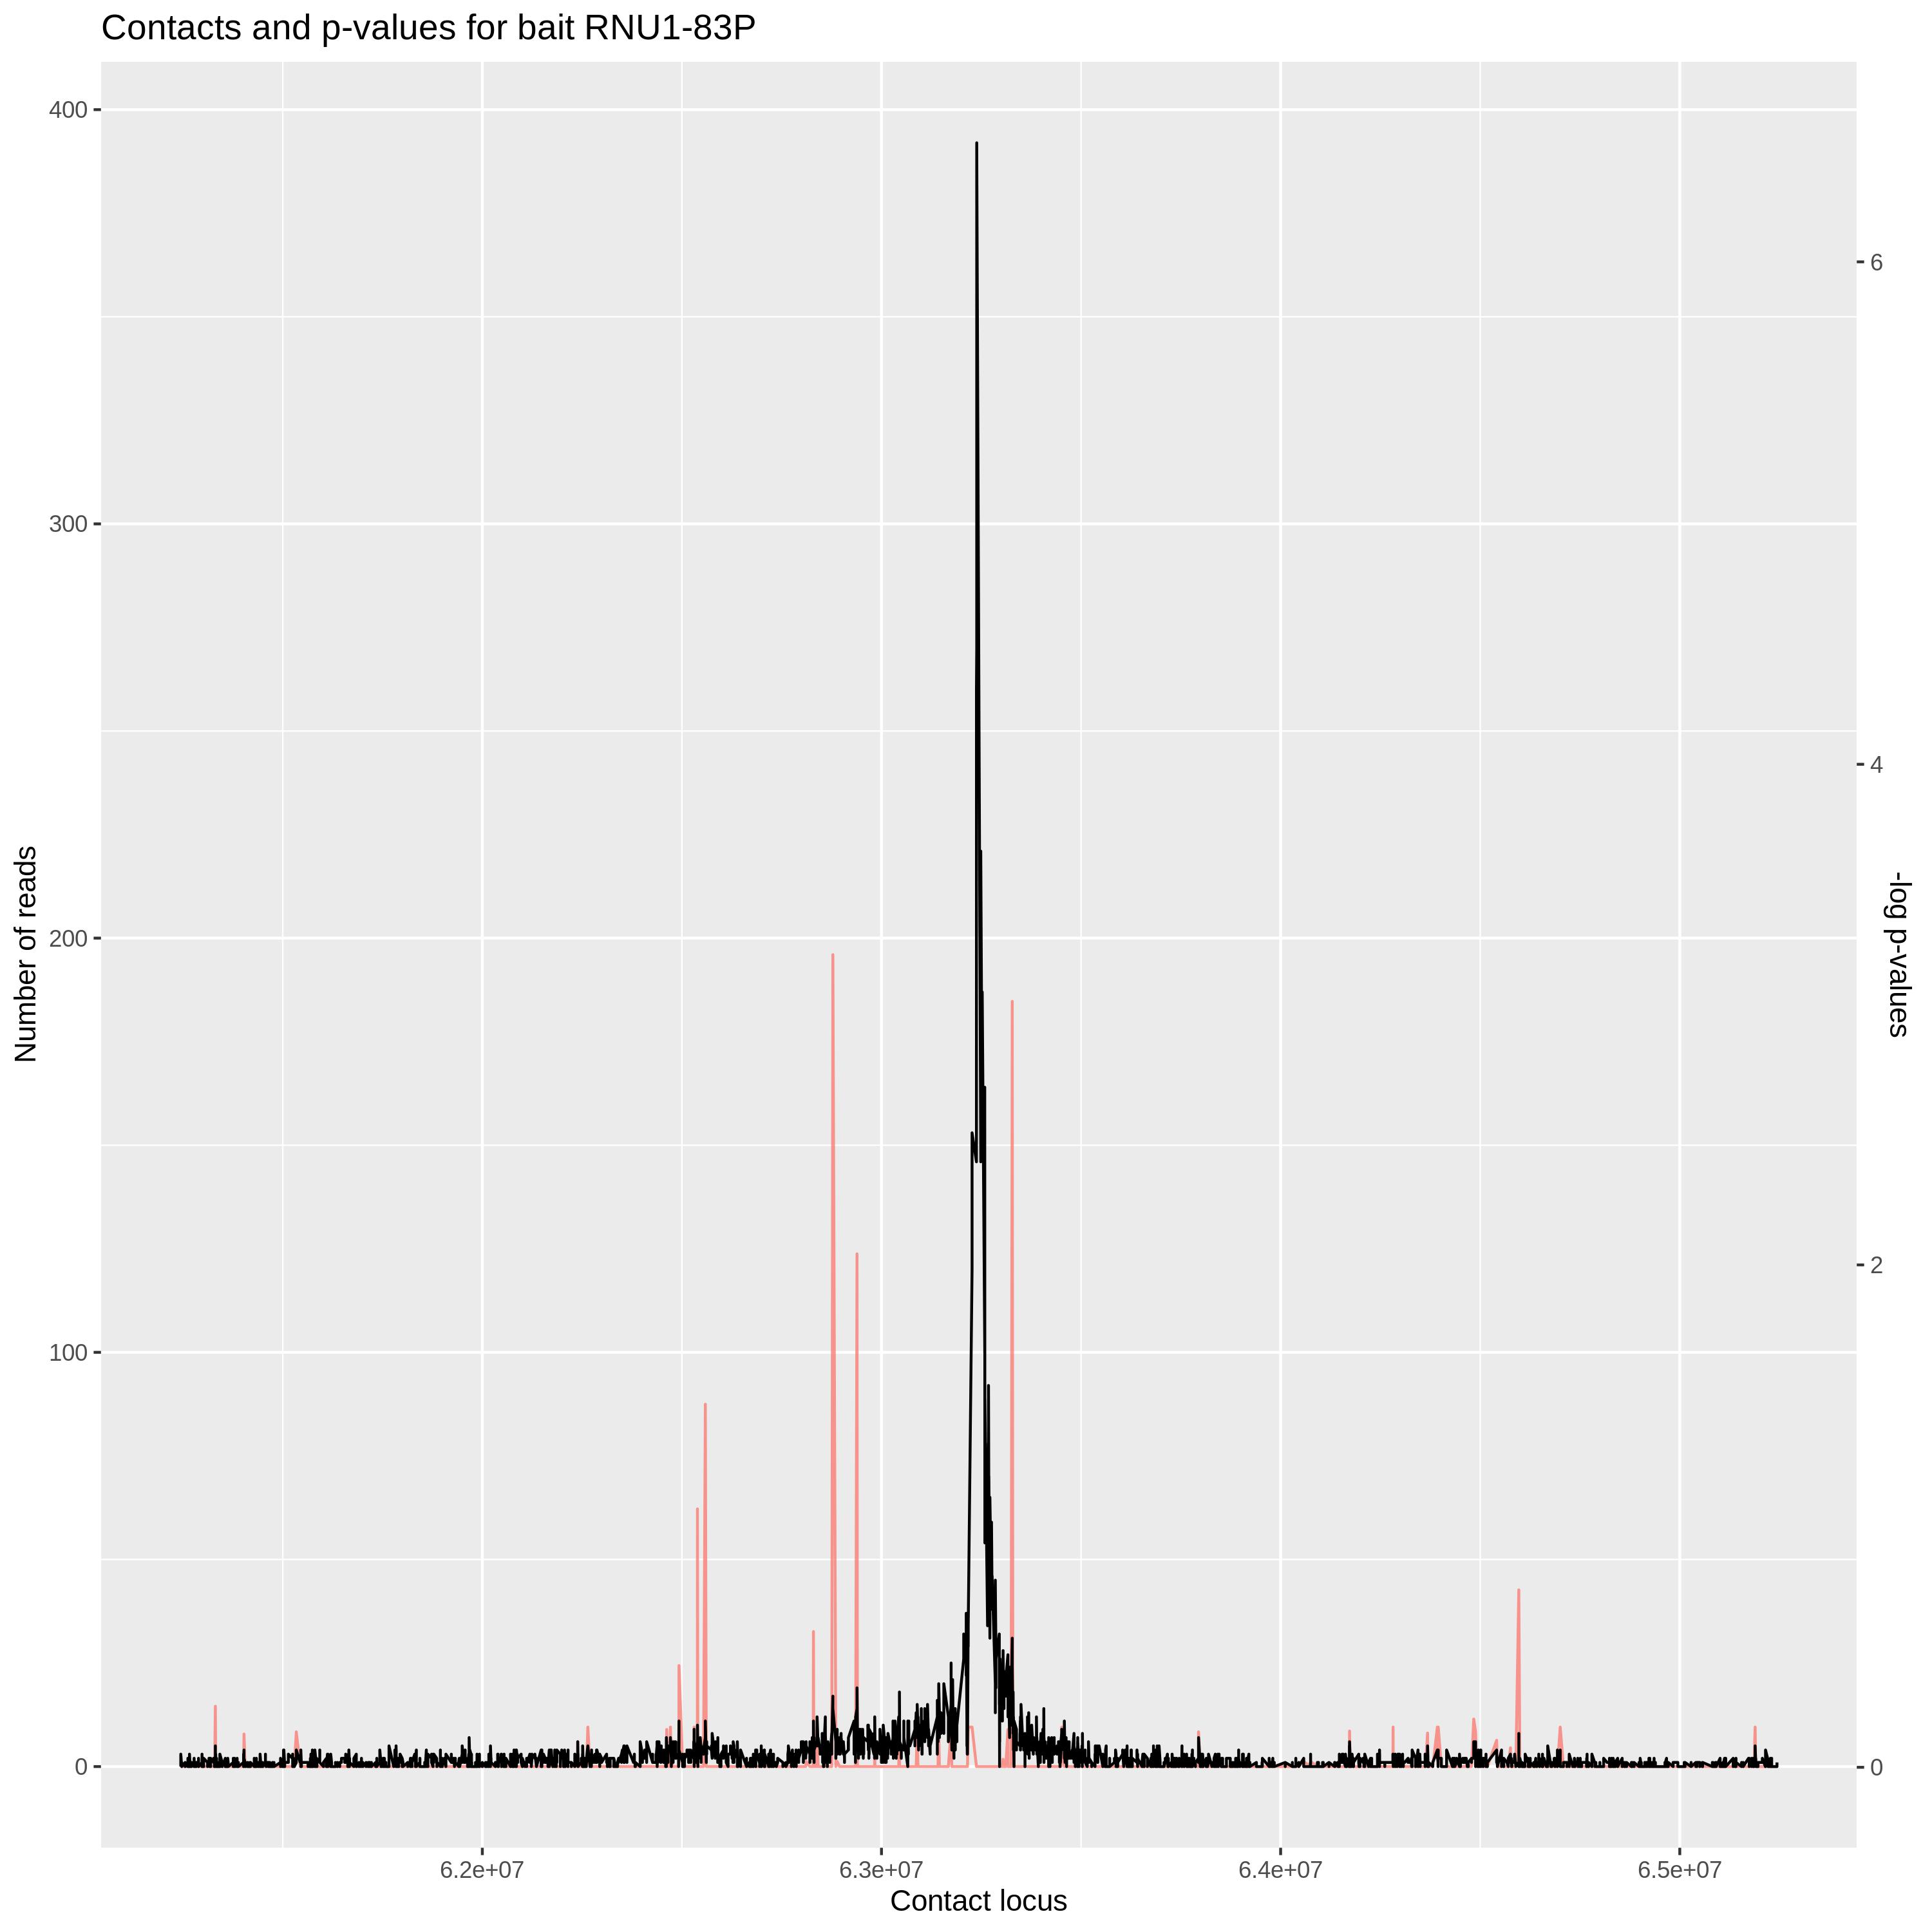 Contacts and p-values for bait RNU1-83P
400
300
200
100
0
Number of reads
6
4
2
0
-log p-values
6.2e+07
6.3e+07
6.4e+07
6.5e+07
Contact locus